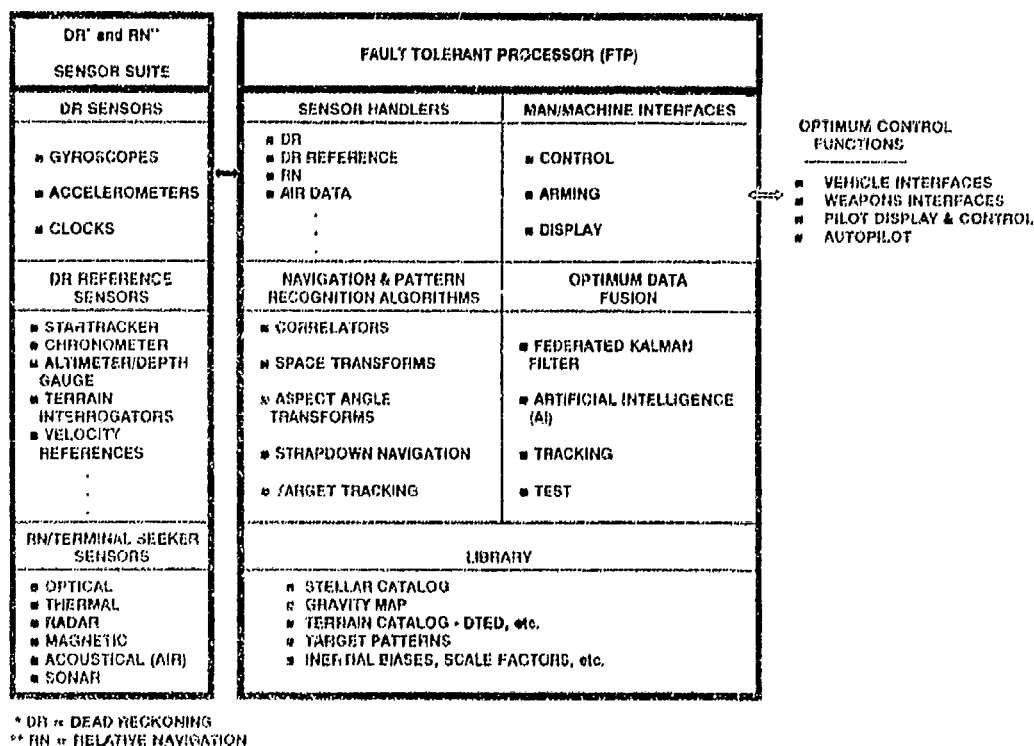 DR* and RN**
SENSOR SUITE
DR SENSORS
GYROSCOPES
ACCELEROMETERS
CLOCKS
DR REFERENCE
SENSORS
STARTRACKER
CHRONOMETER
ALTIMETER/DEPTH
GAUGE
TERRAIN
INTERROGATORS
VELOCITY
REFERENCES
.
.
.
RN/TERMINAL SEEKER
SENSORS
OPTICAL
THERMAL
RADAR
MAGNETIC
ACOUSTICAL (AIR)
SONAR
FAULT TOLERANT PROCESSOR (FTP)
SENSOR HANDLERS
DR
DR REFERENCE
RN
AIR DATA
.
.
.
MAN/MACHINE INTERFACES
CONTROL
ARMING
DISPLAY
NAVIGATION & PATTERN
RECOGNITION ALGORITHMS
CORRELATORS
SPACE TRANSFORMS
ASPECT ANGLE
TRANSFORMS
STRAPDOWN NAVIGATION
TARGET TRACKING
OPTIMUM DATA
FUSION
FEDERATED KALMAN
FILTER
ARTIFICIAL INTELLIGENCE
(AI)
TRACKING
TEST
LIBRARY
STELLAR CATALOG
GRAVITY MAP
TERRAIN CATALOG - DTED, etc.
TARGET PATTERNS
INERTIAL BIASES, SCALE FACTORS, etc.
OPTIMUM CONTROL
FUNCTIONS
VEHICLE INTERFACES
WEAPONS INTERFACES
PILOT DISPLAY & CONTROL
AUTOPILOT
* DR = DEAD RECKONING
** RN = RELATIVE NAVIGATION